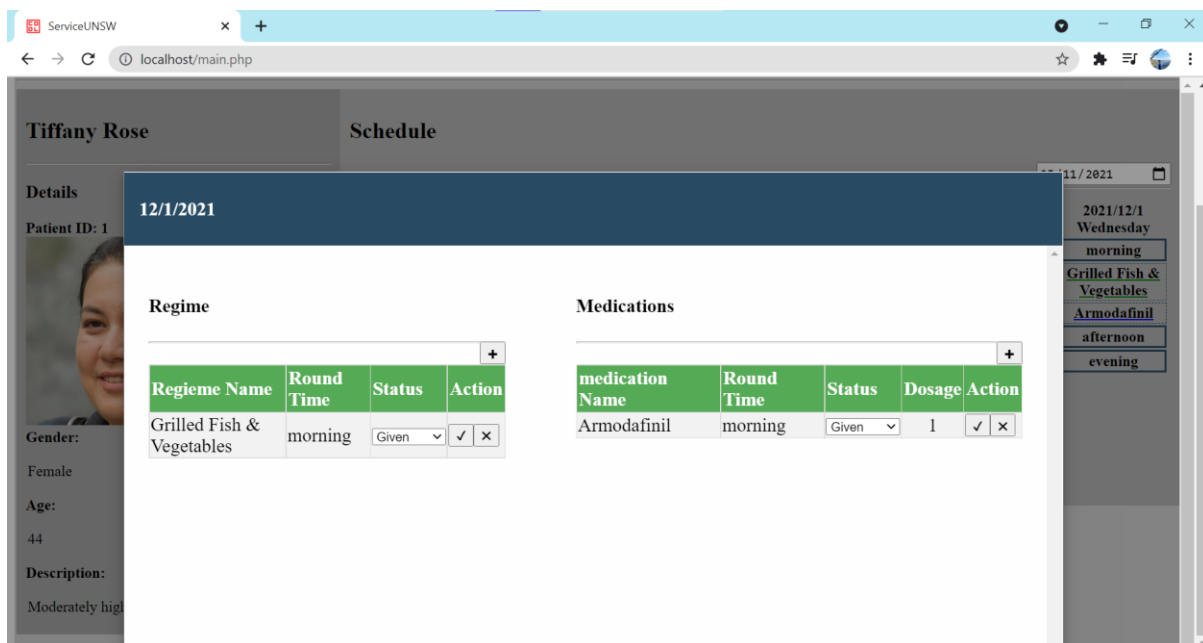 ServiceUNSW
localhost/main.php
Tiffany Rose
Schedule
Details
Patient ID: 1
Gender:
Female
Age:
44
Description:
Moderately
12/1/2021
Regime
+
Regieme Name Round Time Status Action
Grilled Fish & Vegetables morning Given ✓ ✕
Medications
+
medication Name Round Time Status Dosage Action
Armodafinil morning Given 1 ✓ ✕
/11/2021
2021/12/1
Wednesday
morning
Grilled Fish &
Vegetables
Armodafinil
afternoon
evening